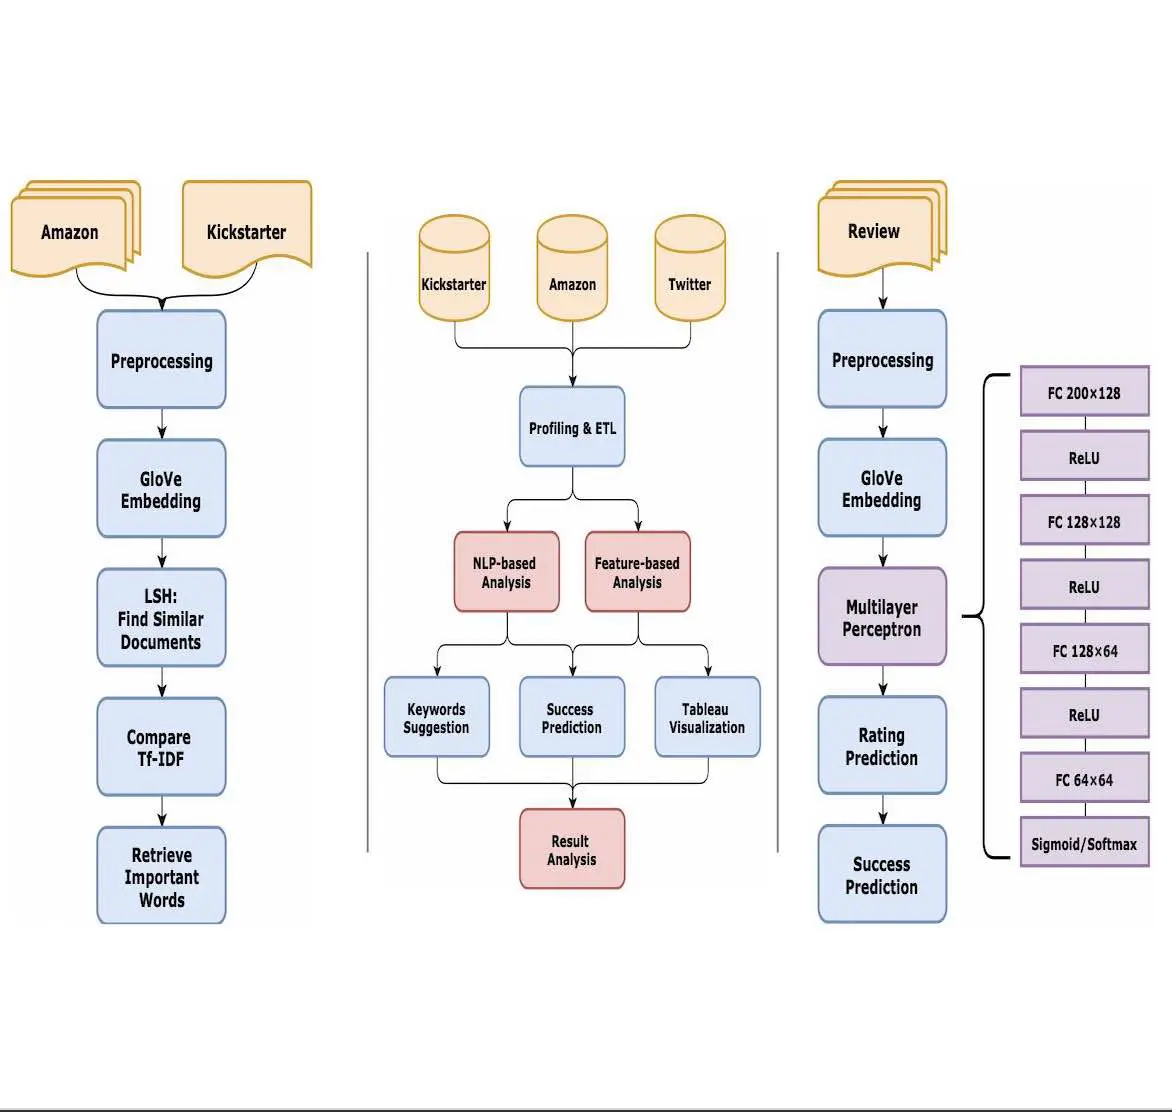 Amazon
Kickstarter
Preprocessing
GloVe
Embedding
LSH:
Find Similar
Documents
Compare
Tf-IDF
Retrieve
Important
Words
Kickstarter
Amazon
Twitter
Profiling & ETL
NLP-based
Analysis
Feature-based
Analysis
Keywords
Suggestion
Success
Prediction
Tableau
Visualization
Result
Analysis
Review
Preprocessing
GloVe
Embedding
Multilayer
Perceptron
Rating
Prediction
Success
Prediction
FC 200×128
ReLU
FC 128×128
ReLU
FC 128×64
ReLU
FC 64×64
Sigmoid/Softmax